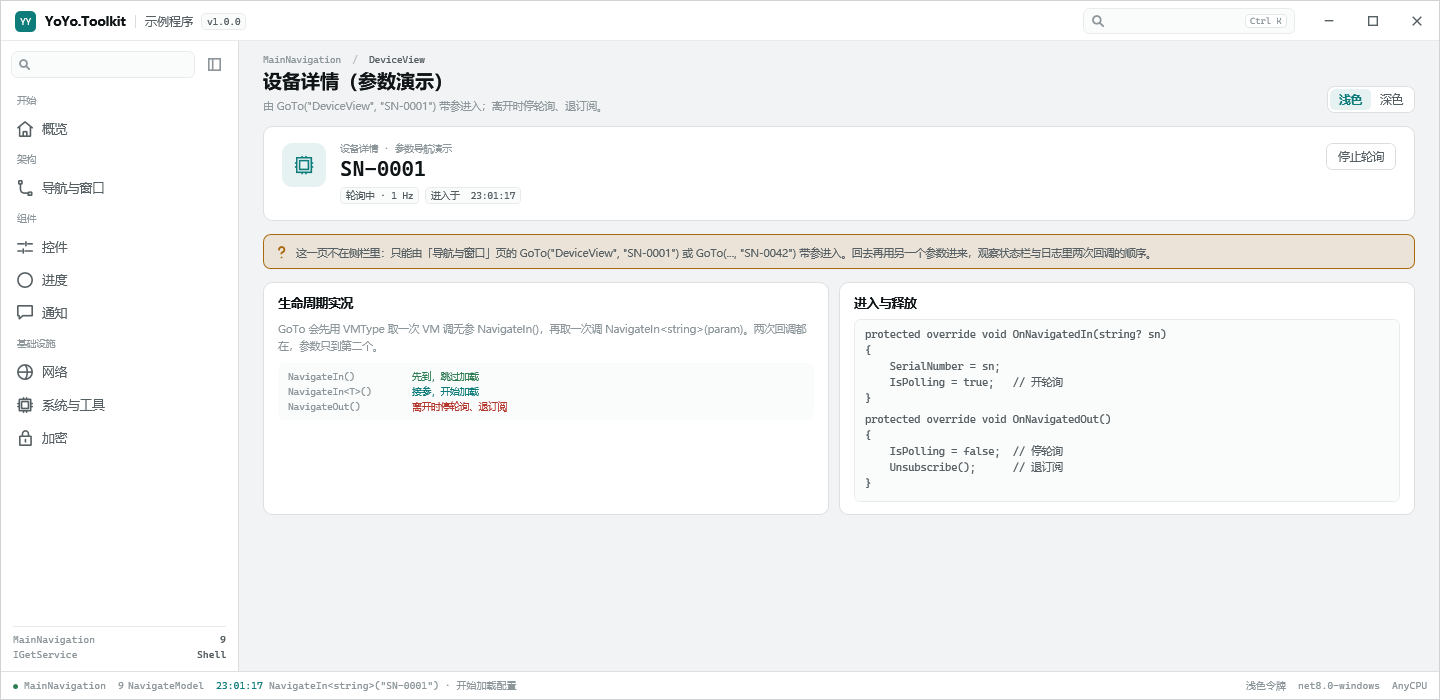 YY YoYo.Toolkit 示例程序 v1.0.0 Ctrl K
开始
概览
架构
导航与窗口
组件
控件
进度
通知
基础设施
网络
系统与工具
加密
MainNavigation 9
IGetService Shell
MainNavigation / DeviceView
设备详情（参数演示）
由 GoTo("DeviceView", "SN-0001") 带参进入；离开时停轮询、退订阅。
浅色 深色
设备详情 · 参数导航演示
SN-0001
轮询中 · 1 Hz 进入于 23:01:17
停止轮询
? 这一页不在侧栏里：只能由「导航与窗口」页的 GoTo("DeviceView", "SN-0001") 或 GoTo(…, "SN-0042") 带参进入。回去再用另一个参数进来，观察状态栏与日志里两次回调的顺序。
生命周期实况
GoTo 会先用 VMType 取一次 VM 调无参 NavigateIn()，再取一次调 NavigateIn<string>(param)。两次回调都
在，参数只到第二个。
NavigateIn() 先到，跳过加载
NavigateIn<T>() 接参，开始加载
NavigateOut() 离开时停轮询、退订阅
进入与释放
protected override void OnNavigatedIn(string? sn)
{
    SerialNumber = sn;
    IsPolling = true;   // 开轮询
}
protected override void OnNavigatedOut()
{
    IsPolling = false;  // 停轮询
    Unsubscribe();      // 退订阅
}
MainNavigation 9 NavigateModel 23:01:17 NavigateIn<string>("SN-0001") · 开始加载配置 浅色令牌 net8.0-windows AnyCPU